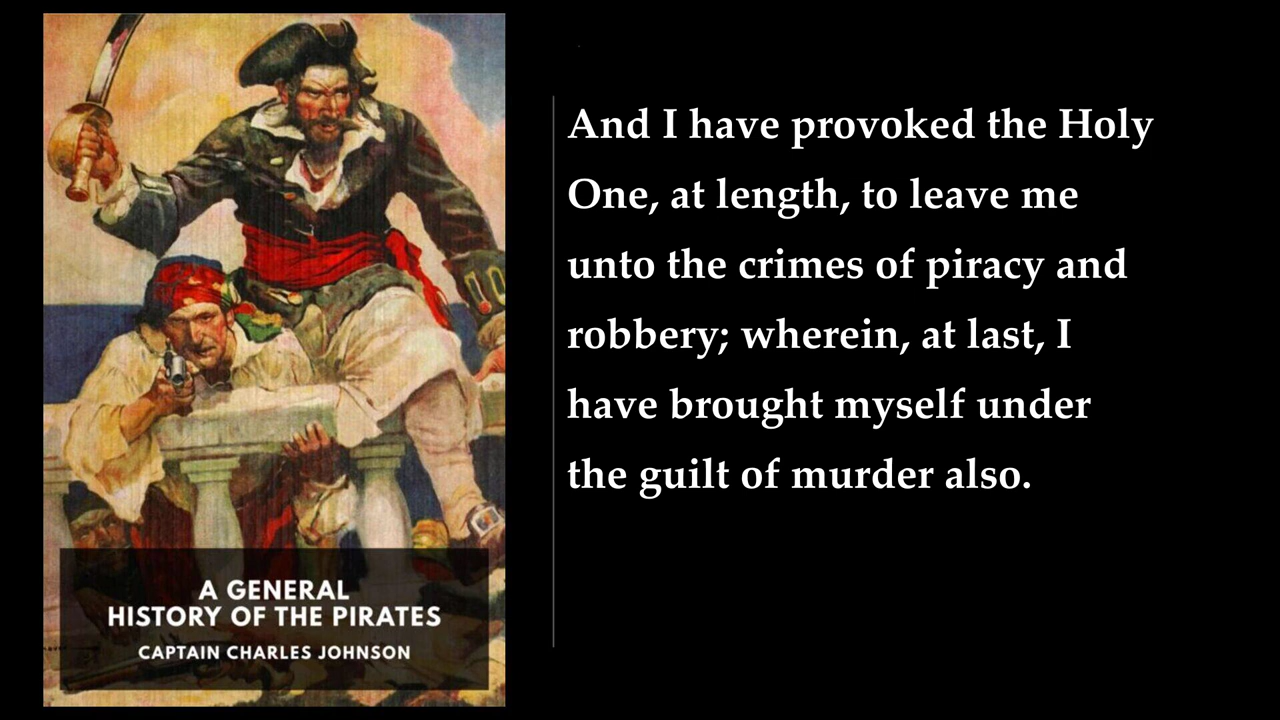 And I have provoked the Holy
One, at length, to leave me
unto the crimes of piracy and
robbery; wherein, at last, I
have brought myself under
the guilt of murder also.
A GENERAL
HISTORY OF THE PIRATES
CAPTAIN CHARLES JOHNSON